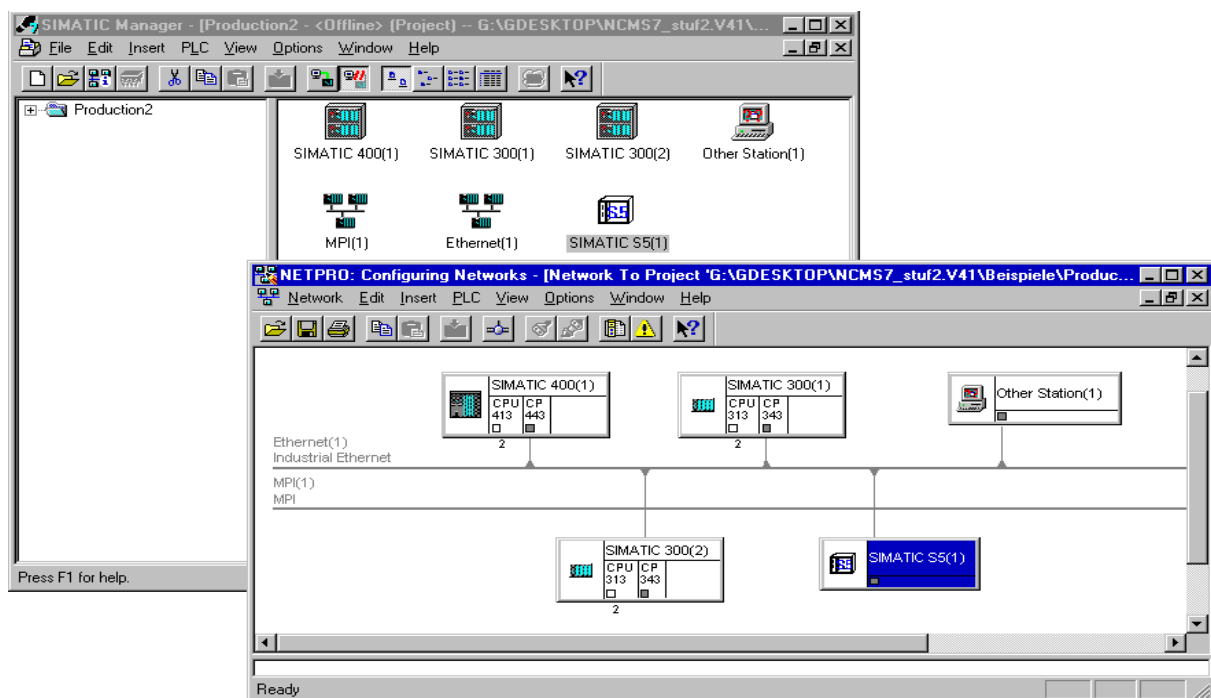 SIMATIC Manager - [Production2 - <Offline> (Project) -- G:\GDESKTOP\NCMS7_stuf2.V41\...
File Edit Insert PLC View Options Window Help
Production2
SIMATIC 400(1) SIMATIC 300(1) SIMATIC 300(2) Other Station(1)
S5
MPI(1) Ethernet(1) SIMATIC S5(1)
Press F1 for help.
NETPRO: Configuring Networks - [Network To Project 'G:\GDESKTOP\NCMS7_stuf2.V41\Beispiele\Produc...
Network Edit Insert PLC View Options Window Help
SIMATIC 400(1)
CPU CP
413 443
2
SIMATIC 300(1)
CPU CP
313 343
2
Other Station(1)
Ethernet(1)
Industrial Ethernet
MPI(1)
MPI
SIMATIC 300(2)
CPU CP
313 343
2
S5
SIMATIC S5(1)
Ready